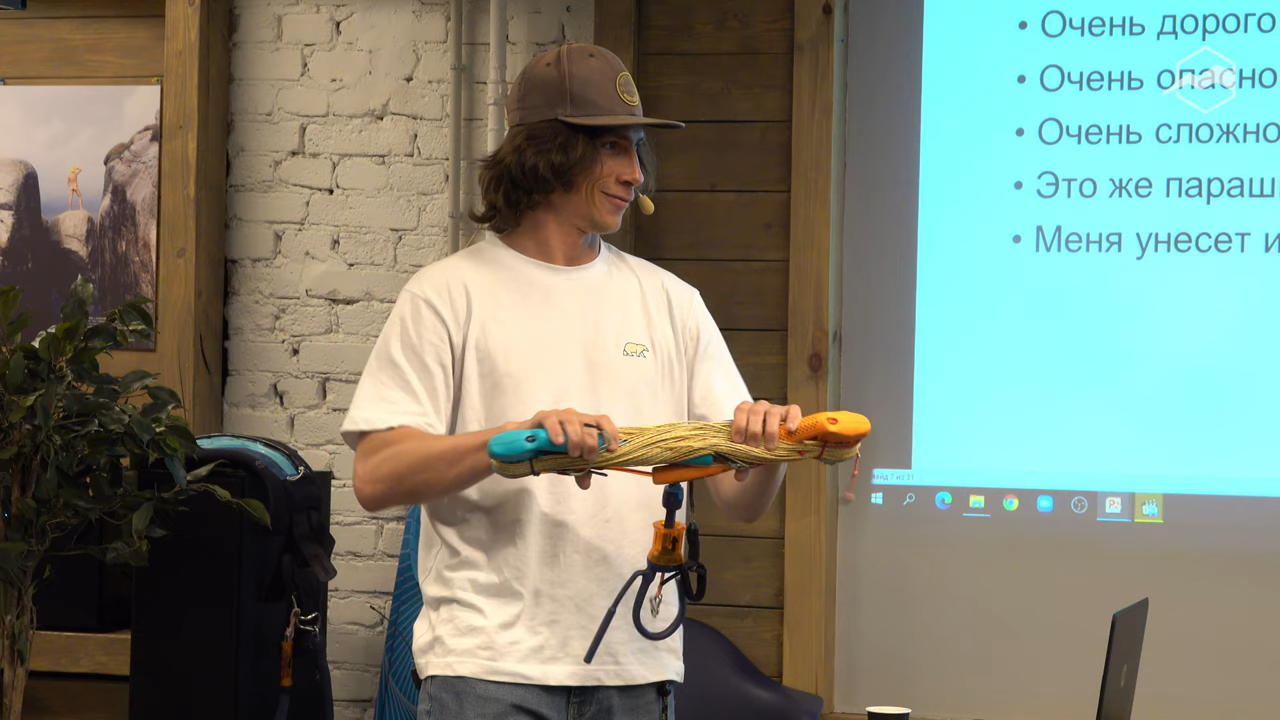 • Очень дорого
• Очень опасно
• Очень сложно
• Это же параш
• Меня унесет и